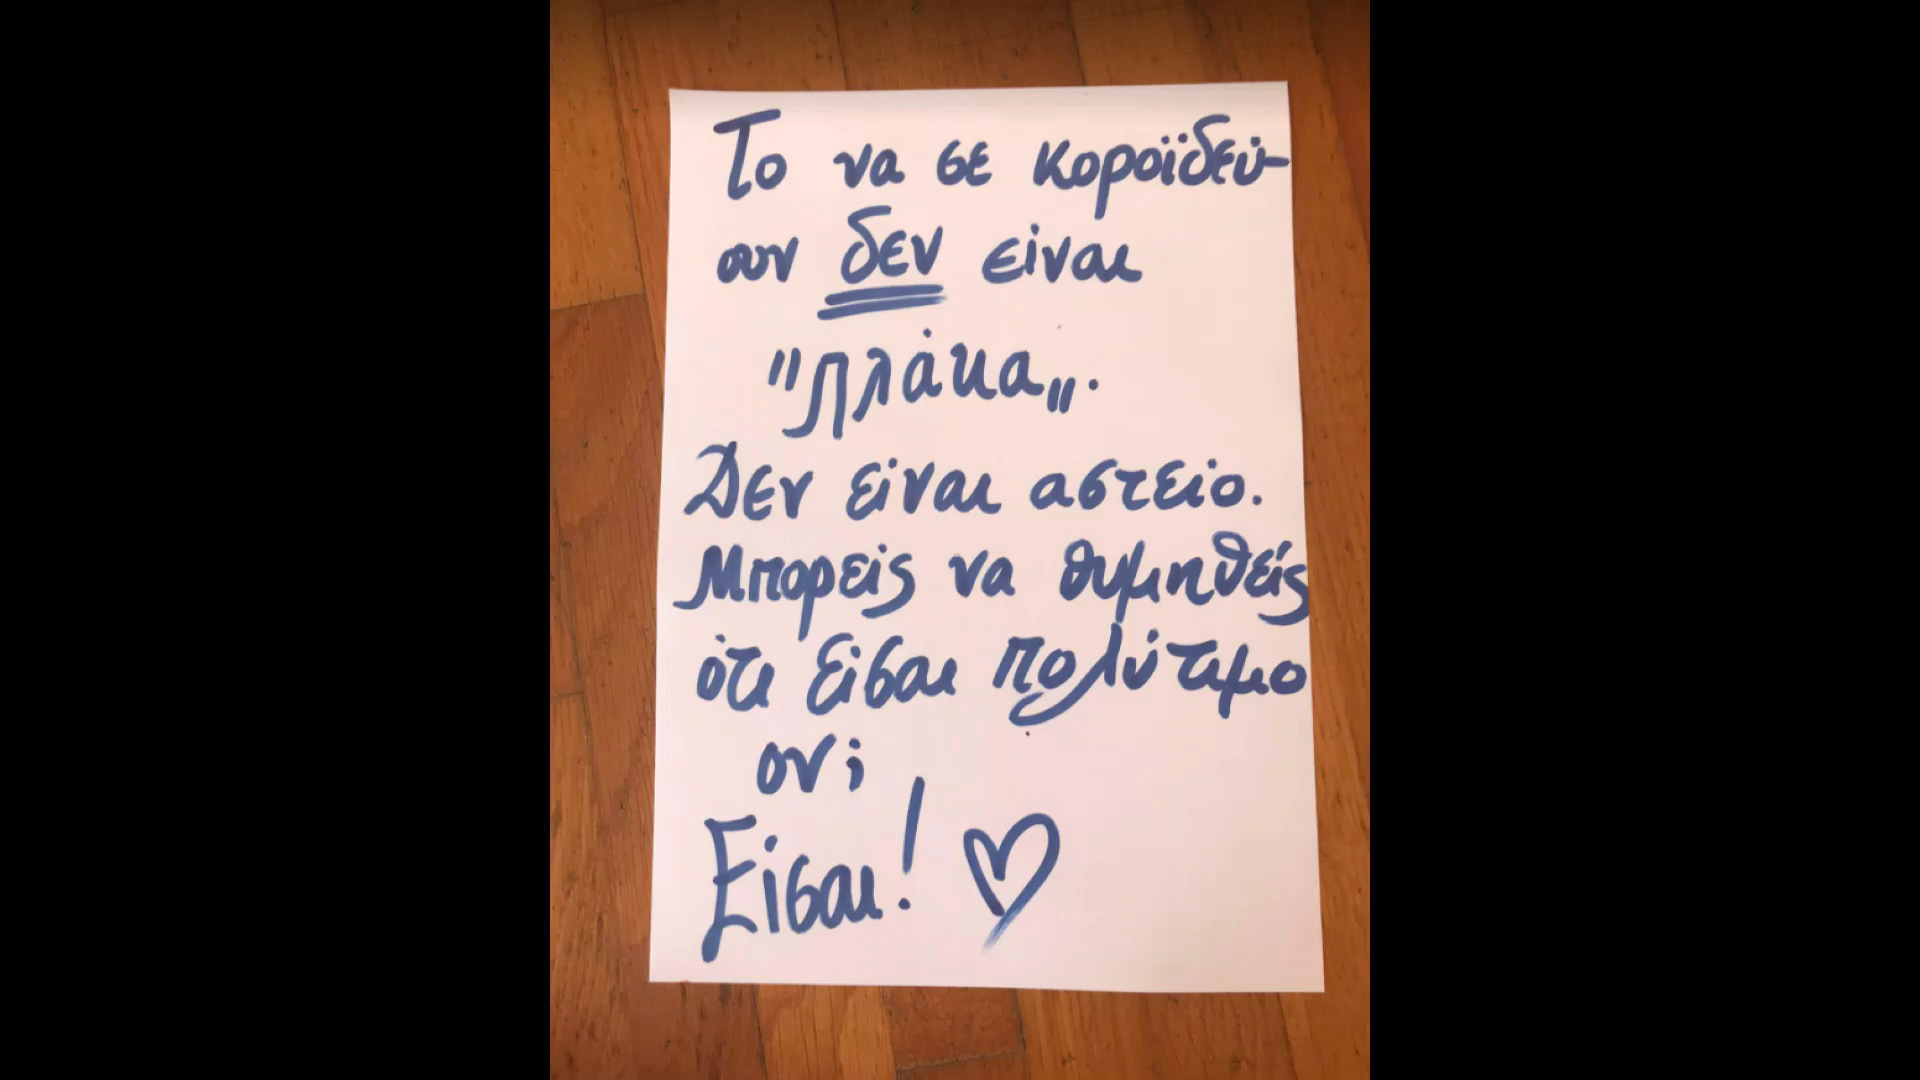 Το να σε κοροϊδεύ-
ουν δεν είναι
"πλάκα„.
Δεν είναι αστείο.
Μπορείς να θυμηθείς
ότι είσαι πολύτιμο
ον;
Είσαι! ♡